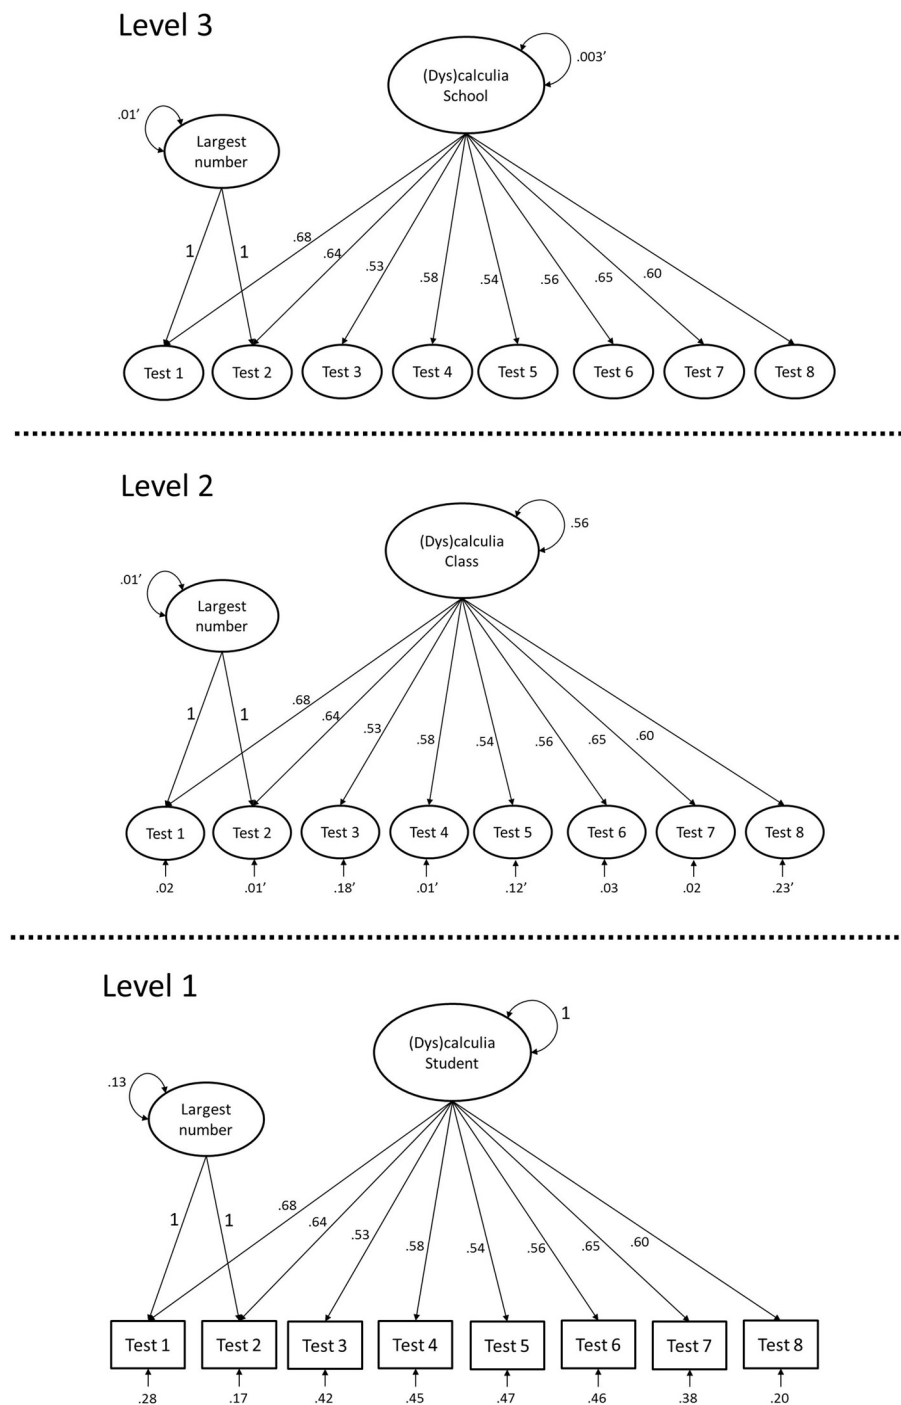 Level 3
(Dys)calculia
School
.003’
.01’
Largest
number
1
1
.68
.64
.53
.58
.54
.56
.65
.60
Test 1
Test 2
Test 3
Test 4
Test 5
Test 6
Test 7
Test 8
Level 2
(Dys)calculia
Class
.56
.01’
Largest
number
1
1
.68
.64
.53
.58
.54
.56
.65
.60
Test 1
Test 2
Test 3
Test 4
Test 5
Test 6
Test 7
Test 8
.02
.01’
.18’
.01’
.12’
.03
.02
.23’
Level 1
(Dys)calculia
Student
1
.13
Largest
number
1
1
.68
.64
.53
.58
.54
.56
.65
.60
Test 1
Test 2
Test 3
Test 4
Test 5
Test 6
Test 7
Test 8
.28
.17
.42
.45
.47
.46
.38
.20